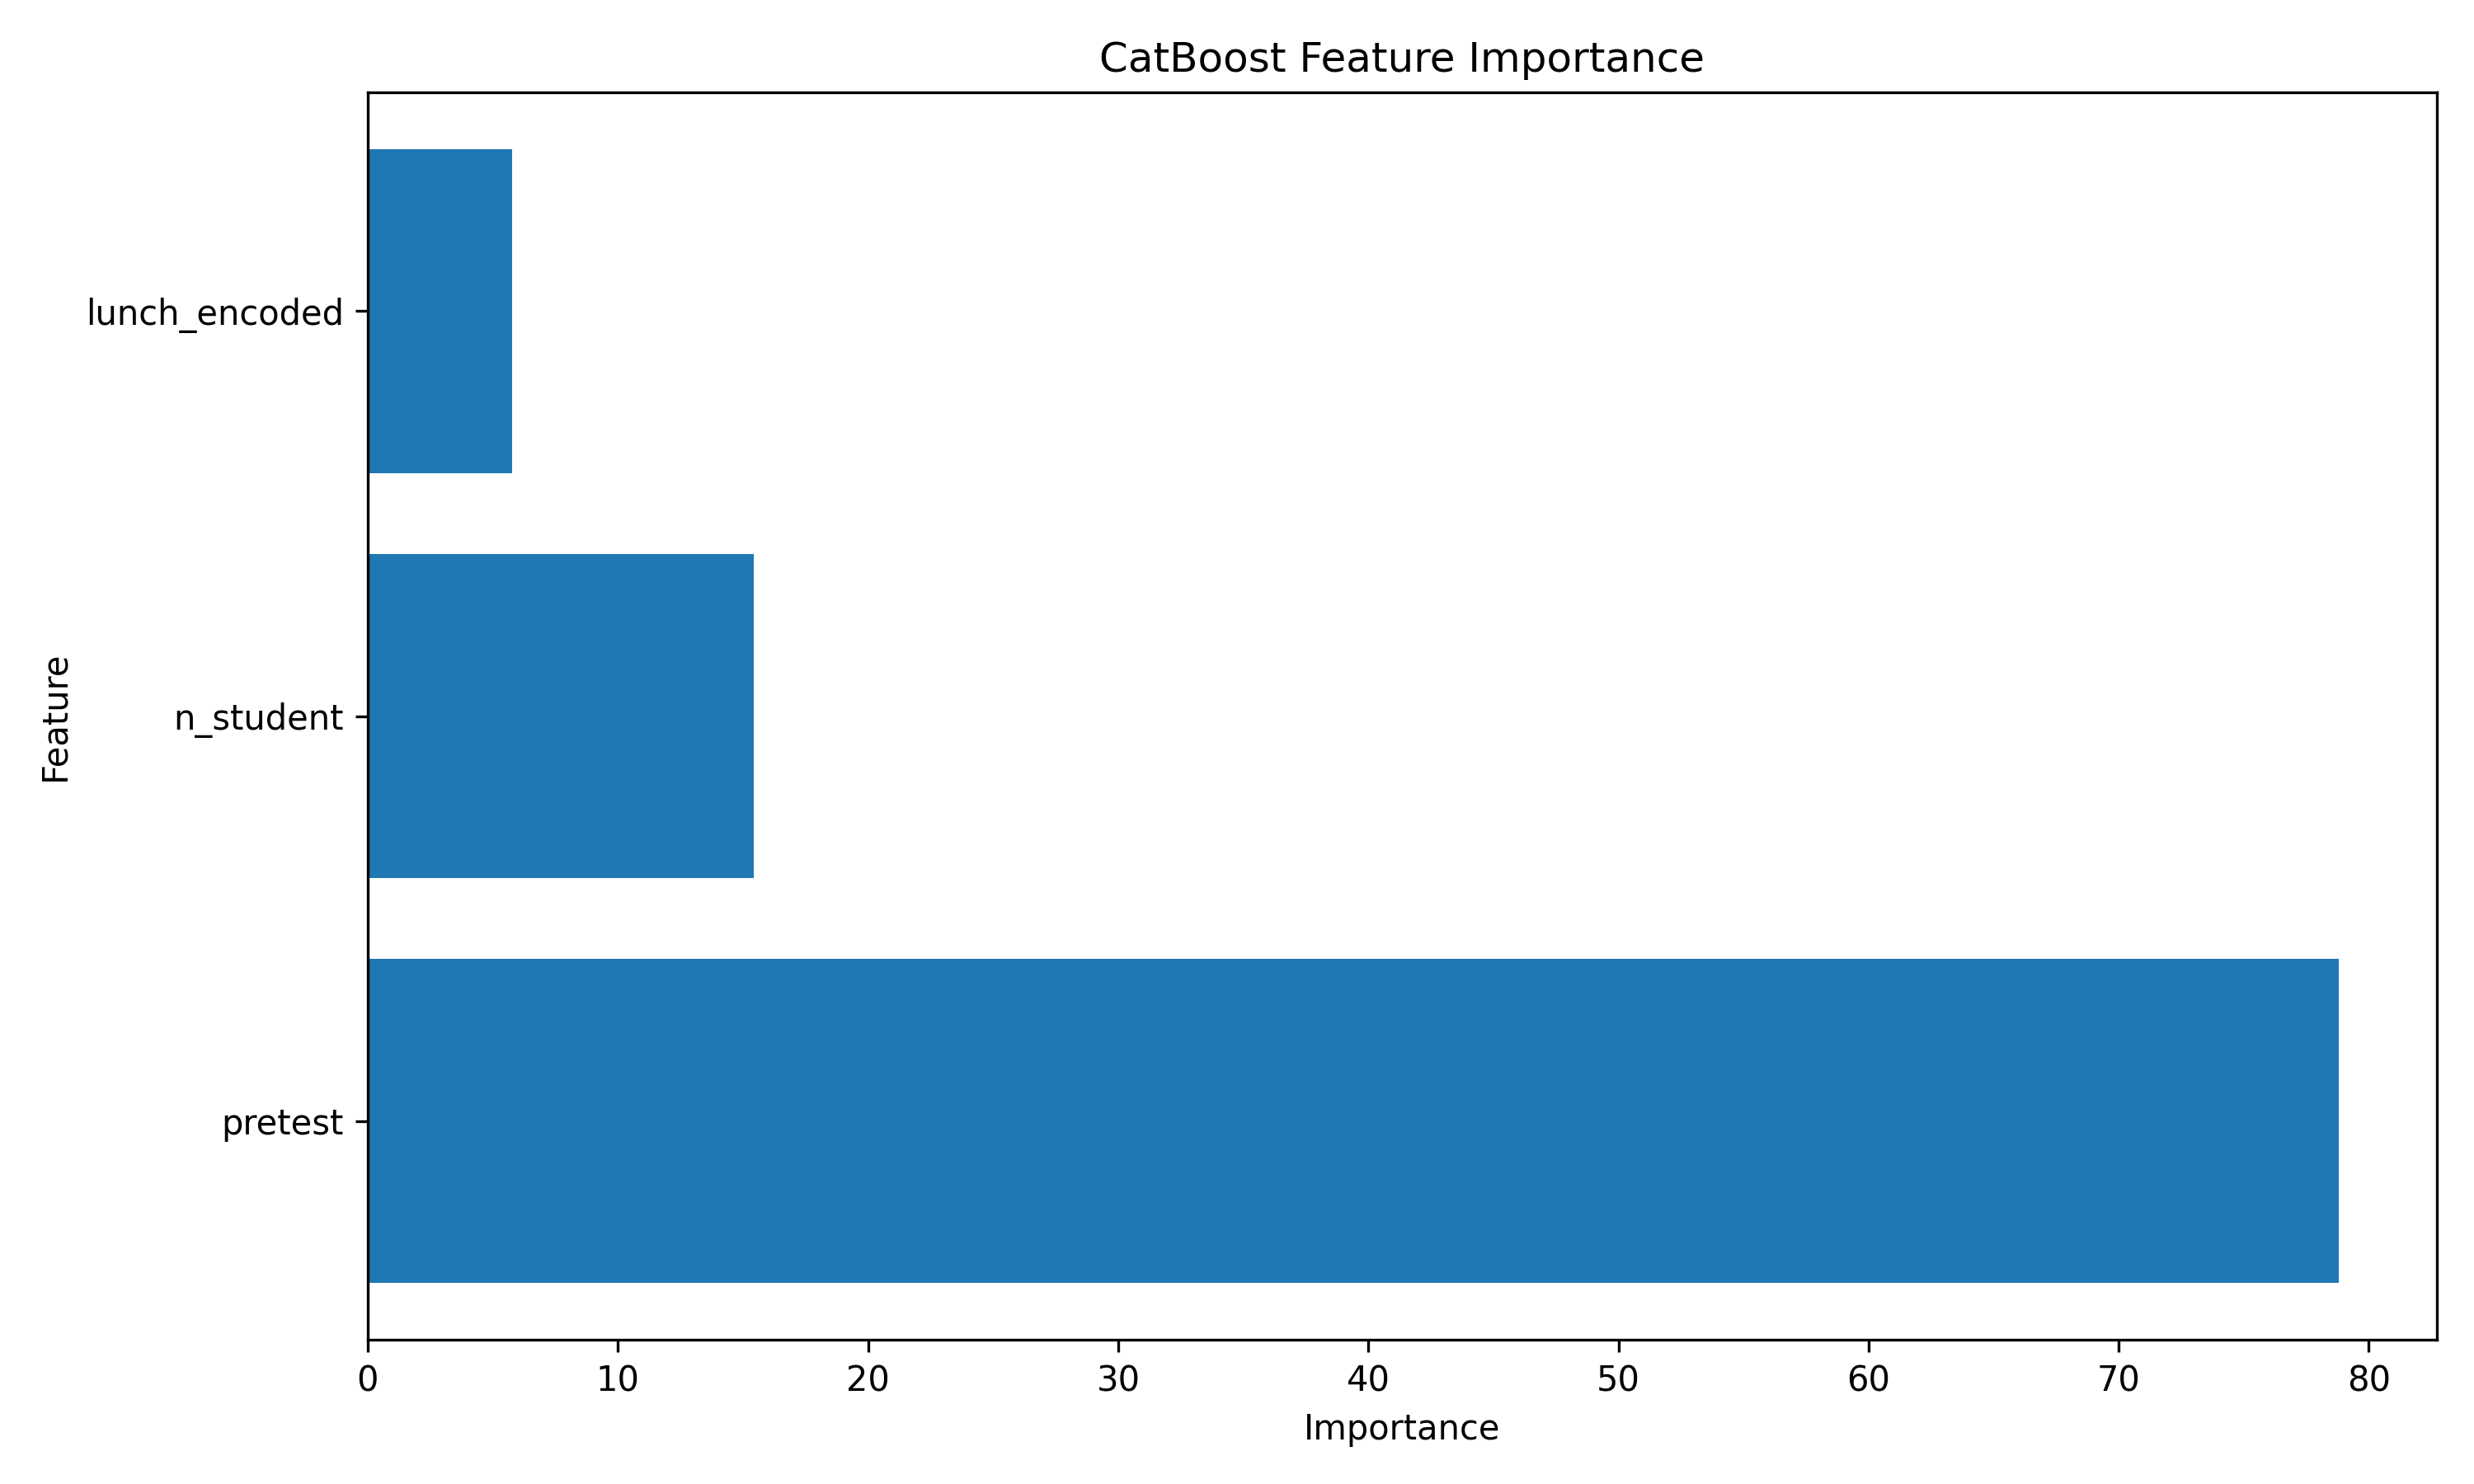 CatBoost Feature Importance
Feature
lunch_encoded
n_student
pretest
0 10 20 30 40 50 60 70 80
Importance